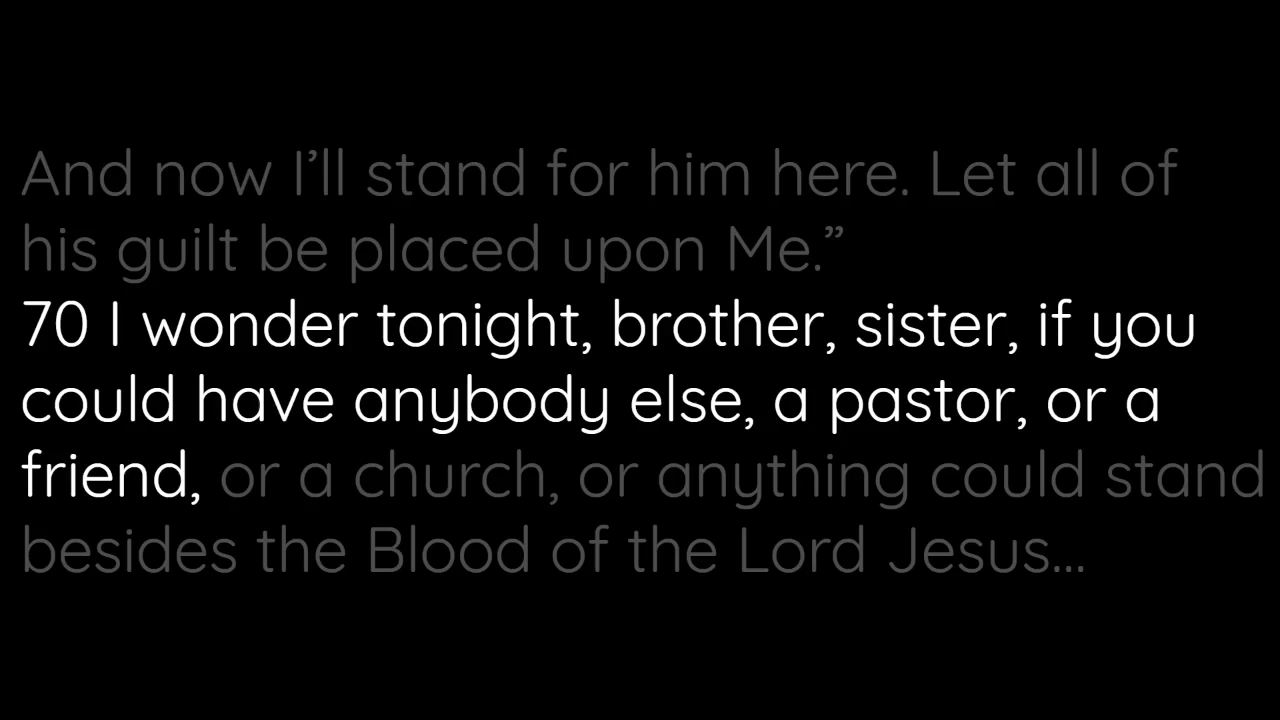 And now I’ll stand for him here. Let all of
his guilt be placed upon Me.”
70 I wonder tonight, brother, sister, if you
could have anybody else, a pastor, or a
friend, or a church, or anything could stand
besides the Blood of the Lord Jesus...